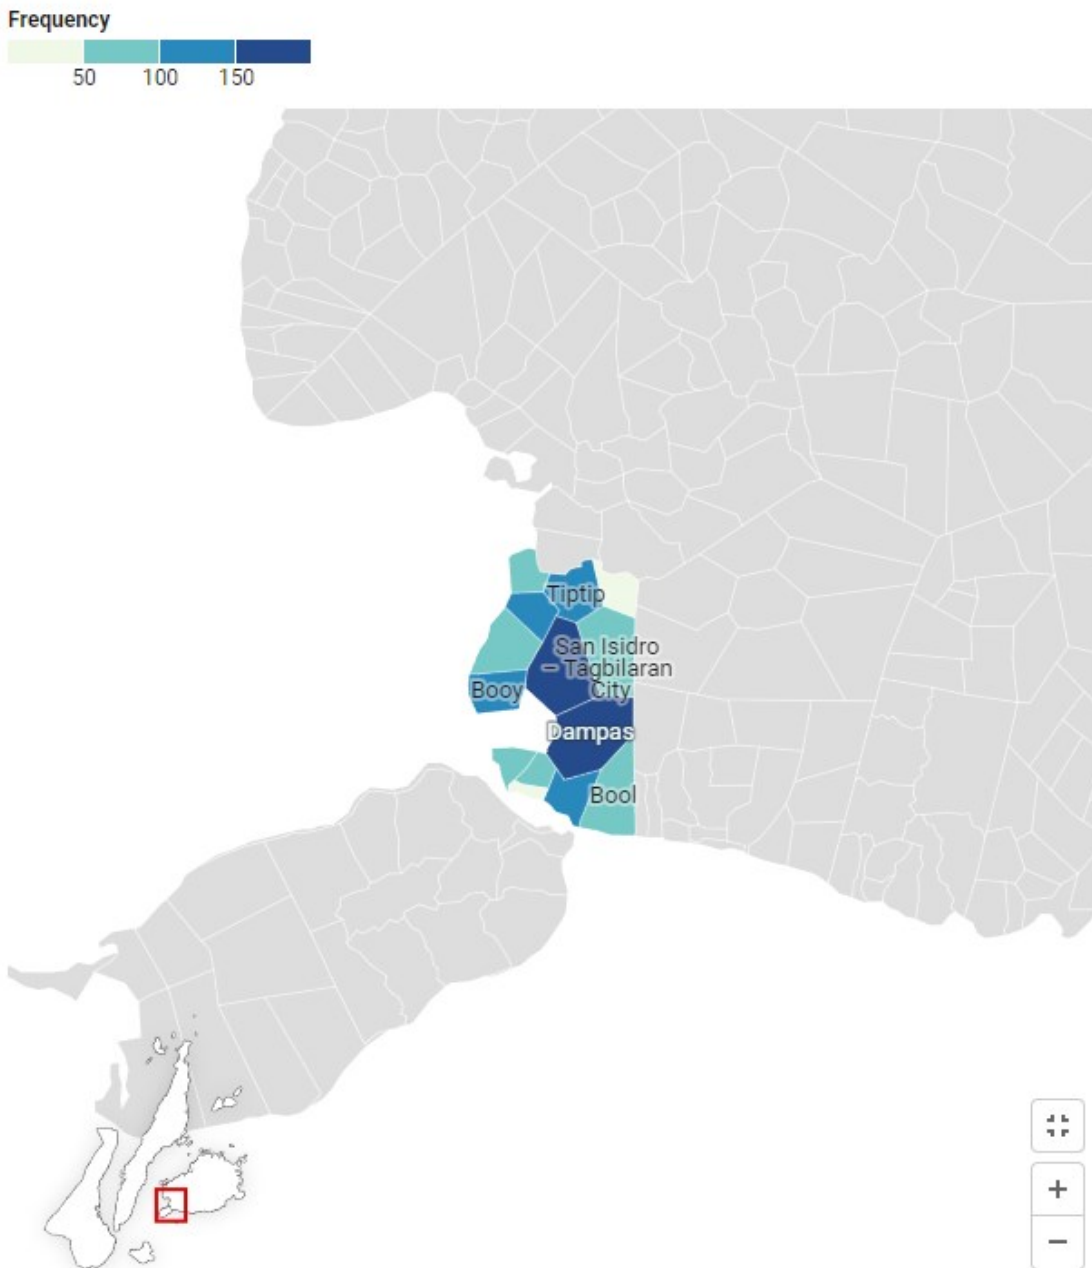 Frequency
50 100 150
Tiptip
San Isidro
– Tagbilaran
City
Booy
Dampas
Bool
+
−